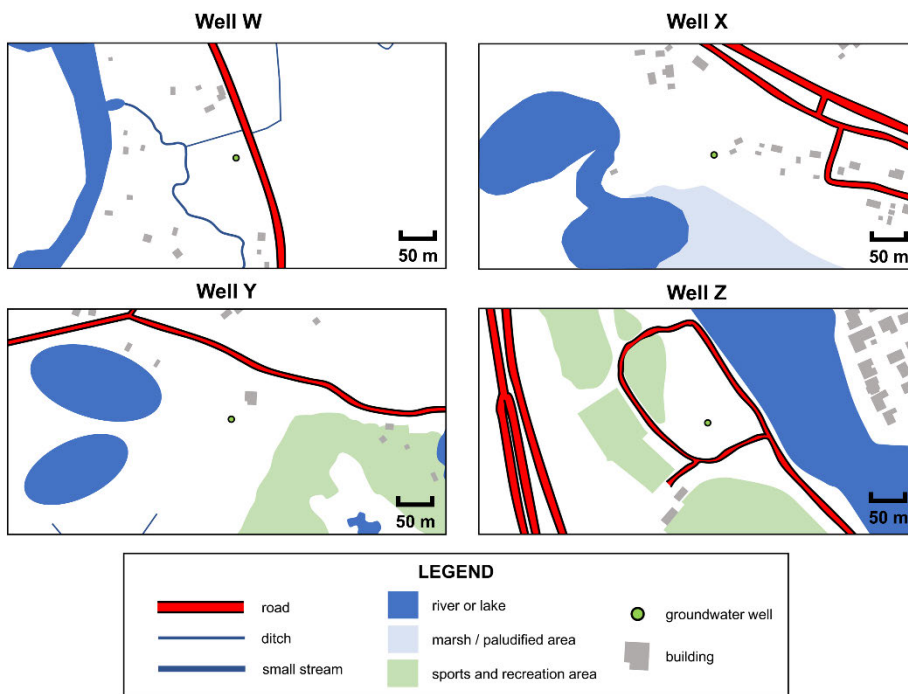 Well W
50 m
Well X
50 m
Well Y
50 m
Well Z
50 m
LEGEND
road
ditch
small stream
river or lake
marsh / paludified area
sports and recreation area
groundwater well
building